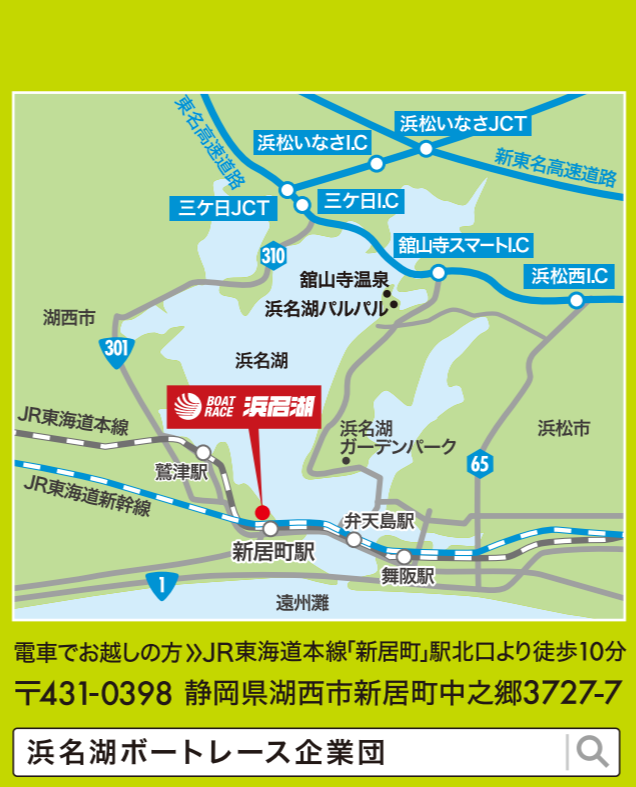 東名高速道路
浜松いなさJCT
浜松いなさI.C
新東名高速道路
三ケ日JCT
三ケ日I.C
舘山寺スマートI.C
浜松西I.C
310
舘山寺温泉
浜名湖パルパル
湖西市
301
浜名湖
BOAT
RACE 浜名湖
JR東海道本線
浜名湖
ガーデンパーク
浜松市
鷲津駅
65
JR東海道新幹線
弁天島駅
新居町駅
舞阪駅
1
遠州灘
電車でお越しの方≫JR東海道本線「新居町」駅北口より徒歩10分
〒431-0398 静岡県湖西市新居町中之郷3727-7
浜名湖ボートレース企業団